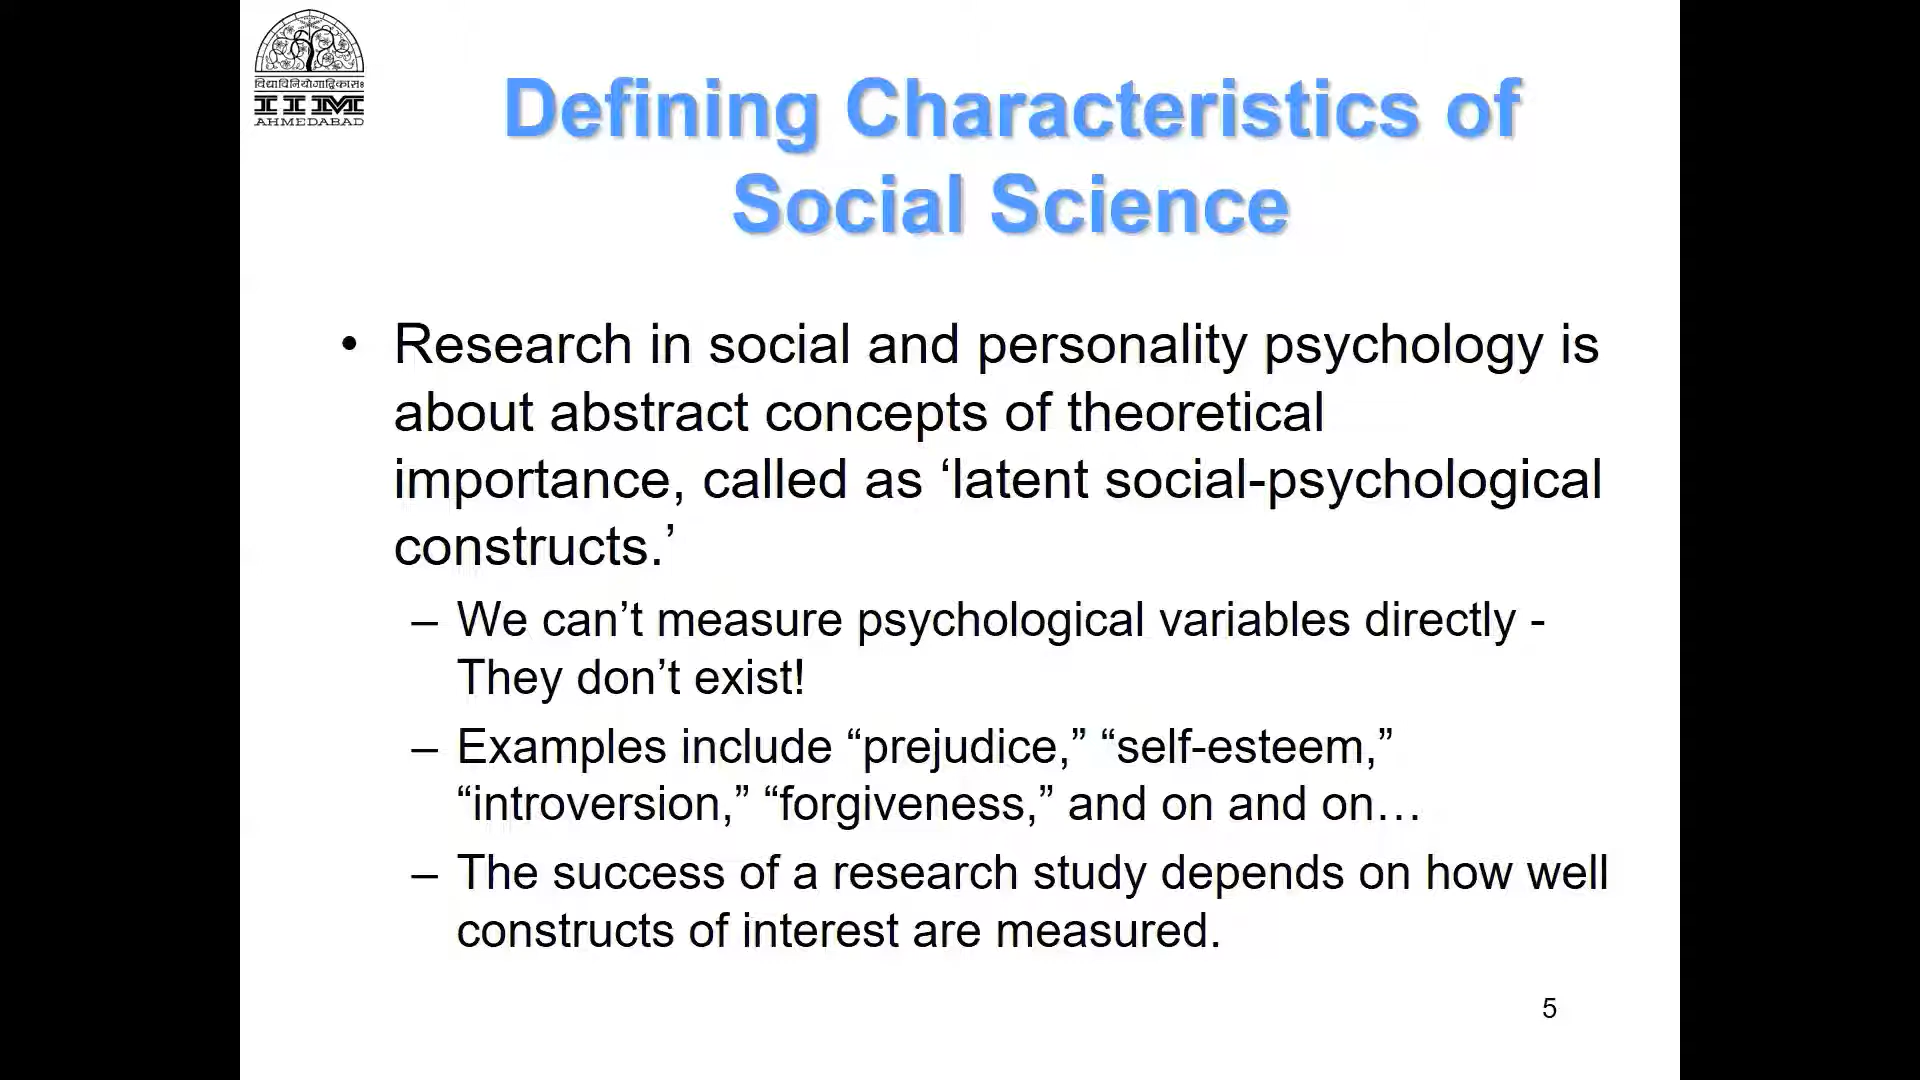 विद्याविनियोगाद्विकासः
IIM
AHMEDABAD
Defining Characteristics of
Social Science
• Research in social and personality psychology is
about abstract concepts of theoretical
importance, called as ‘latent social-psychological
constructs.’
– We can’t measure psychological variables directly -
They don’t exist!
– Examples include “prejudice,” “self-esteem,”
“introversion,” “forgiveness,” and on and on…
– The success of a research study depends on how well
constructs of interest are measured.
5